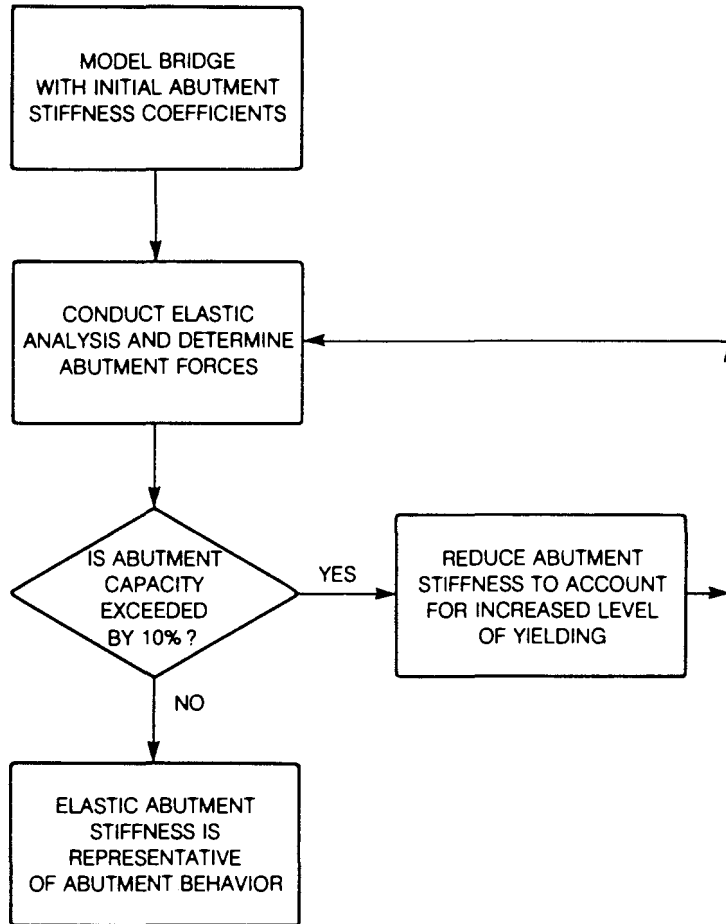 MODEL BRIDGE
WITH INITIAL ABUTMENT
STIFFNESS COEFFICIENTS
CONDUCT ELASTIC
ANALYSIS AND DETERMINE
ABUTMENT FORCES
IS ABUTMENT
CAPACITY
EXCEEDED
BY 10% ?
YES
REDUCE ABUTMENT
STIFFNESS TO ACCOUNT
FOR INCREASED LEVEL
OF YIELDING
NO
ELASTIC ABUTMENT
STIFFNESS IS
REPRESENTATIVE
OF ABUTMENT BEHAVIOR